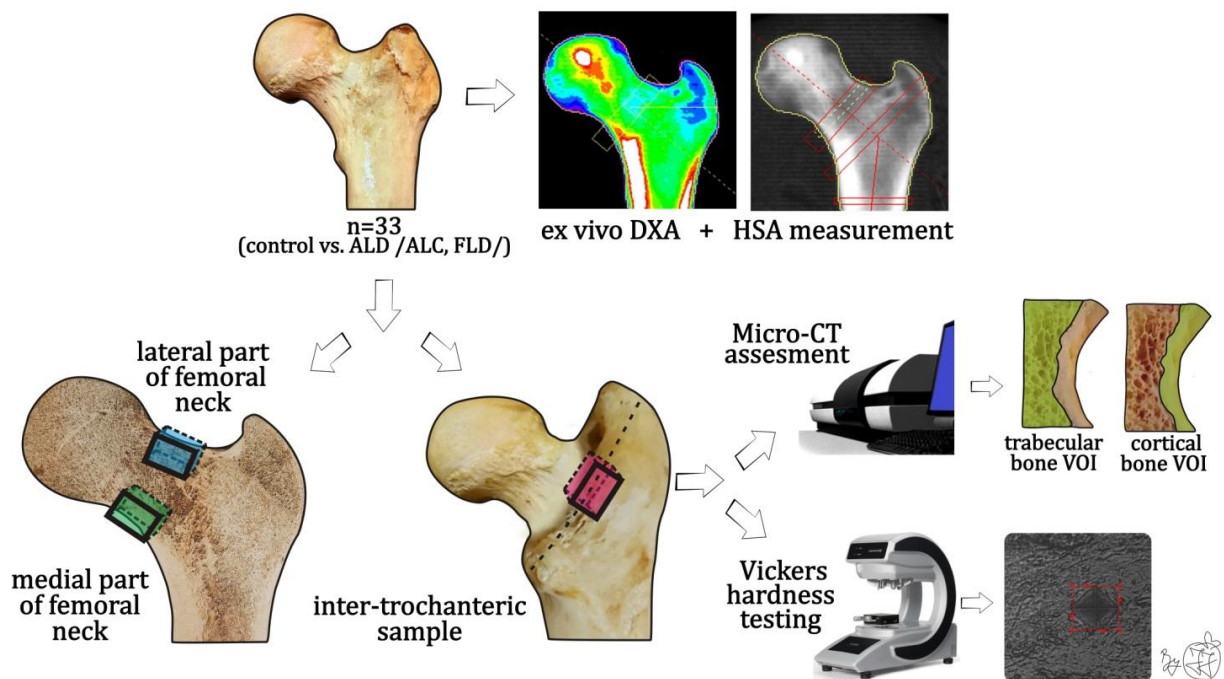 n=33
(control vs. ALD /ALC, FLD/)
ex vivo DXA + HSA measurement
lateral part
of femoral
neck
medial part of
femoral
neck
inter-trochanteric
sample
Micro-CT
assesment
trabecular
bone VOI
cortical
bone VOI
Vickers
hardness
testing
By